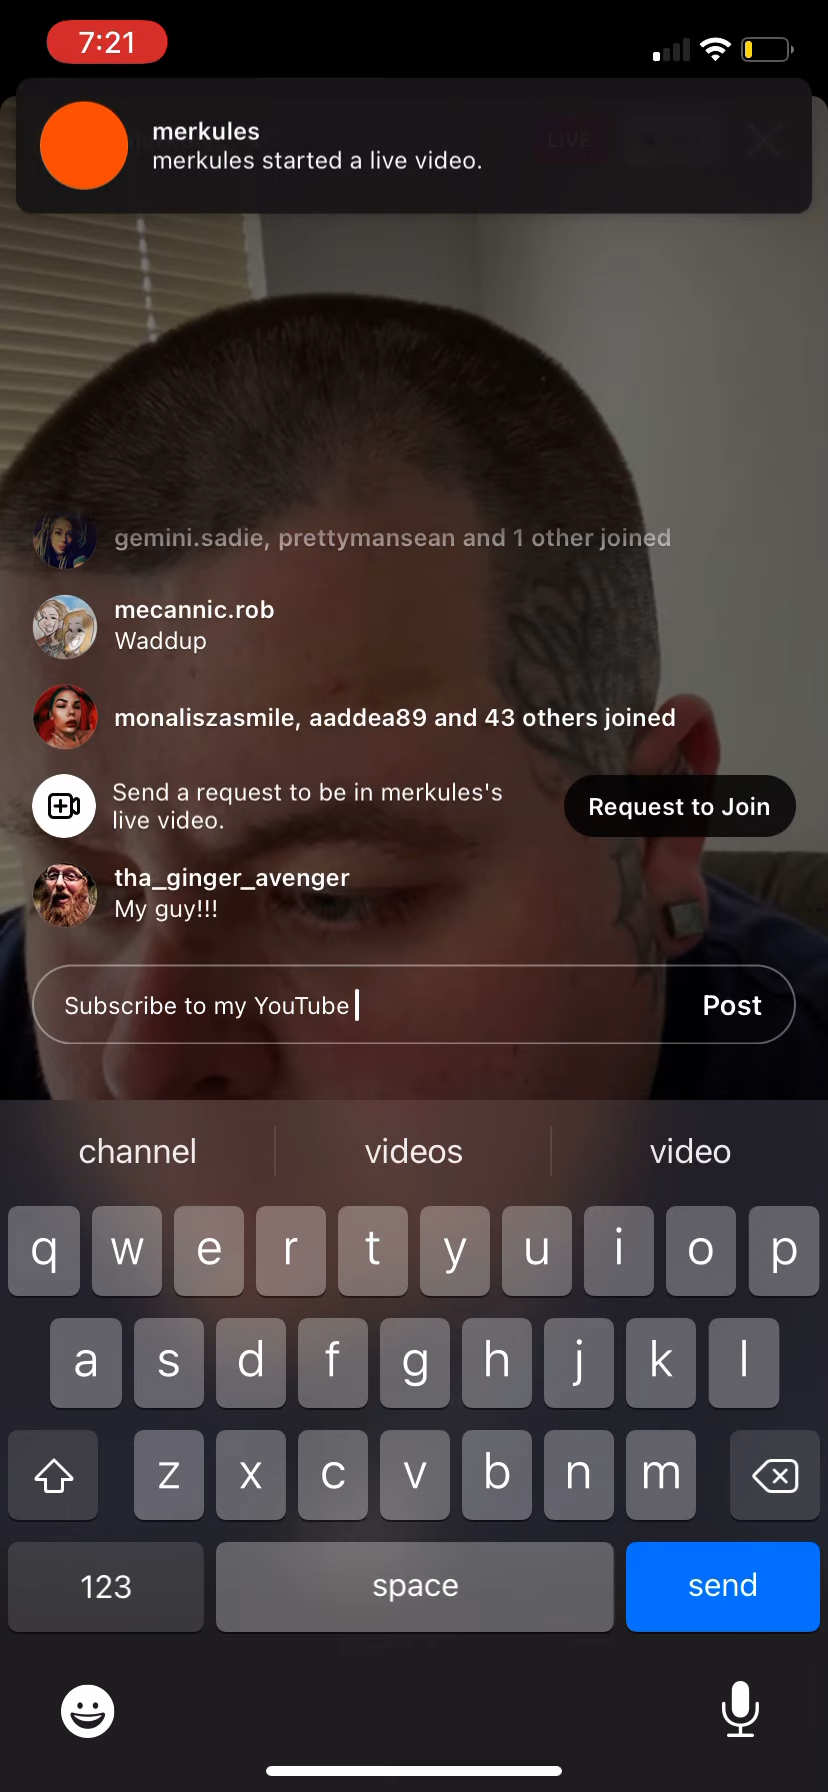 7:21
merkules
merkules started a live video.
LIVE
gemini.sadie, prettymansean and 1 other joined
mecannic.rob
Waddup
monaliszasmile, aaddea89 and 43 others joined
Send a request to be in merkules's
live video.
Request to Join
tha_ginger_avenger
My guy!!!
Subscribe to my YouTube
Post
channel videos video
q w e r t y u i o p
a s d f g h j k l
z x c v b n m
123 space send